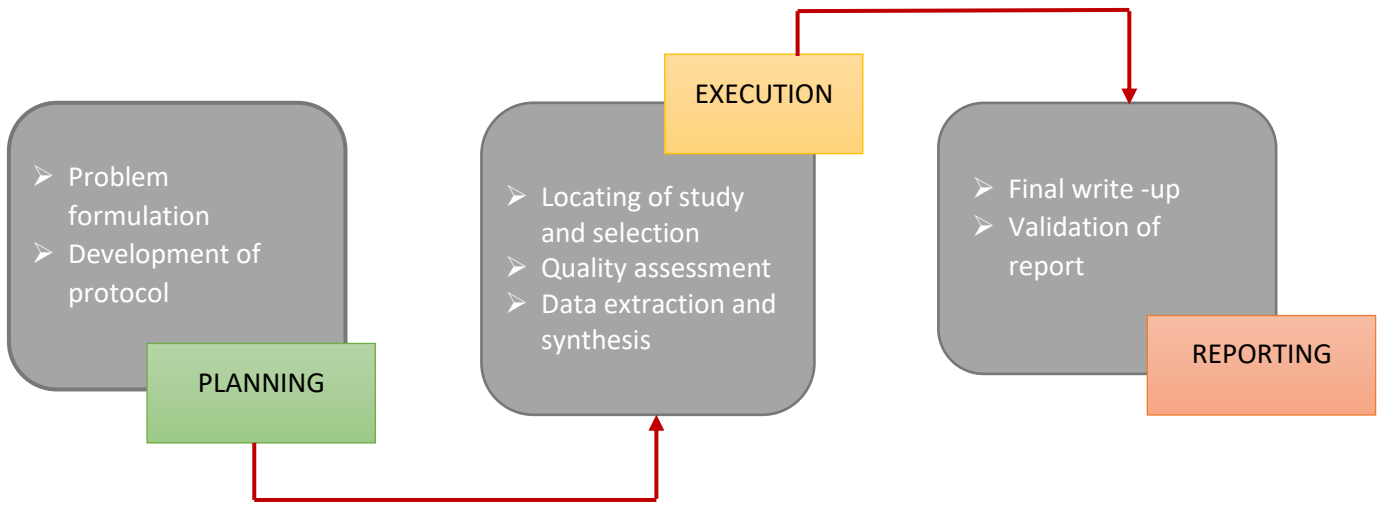 ➢ Problem
formulation
➢ Development of
protocol
PLANNING
EXECUTION
➢ Locating of study
and selection
➢ Quality assessment
➢ Data extraction and
synthesis
➢ Final write -up
➢ Validation of
report
REPORTING